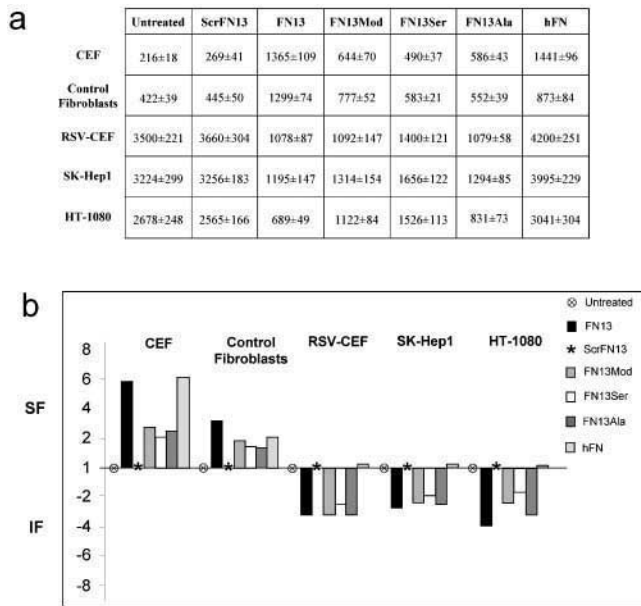 a
Untreated ScrFN13 FN13 FN13Mod FN13Ser FN13Ala hFN
CEF 216±18 269±41 1365±109 644±70 490±37 586±43 1441±96
Control
Fibroblasts 422±39 445±50 1299±74 777±52 583±21 552±39 873±84
RSV-CEF 3500±221 3660±304 1078±87 1092±147 1400±121 1079±58 4200±251
SK-Hep1 3224±299 3256±183 1195±147 1314±154 1656±122 1294±85 3995±229
HT-1080 2678±248 2565±166 689±49 1122±84 1526±113 831±73 3041±304
b
CEF Control
Fibroblasts RSV-CEF SK-Hep1 HT-1080
Untreated
FN13
ScrFN13
FN13Mod
FN13Ser
FN13Ala
hFN
SF
IF
8
6
4
2
1
-2
-4
-6
-8